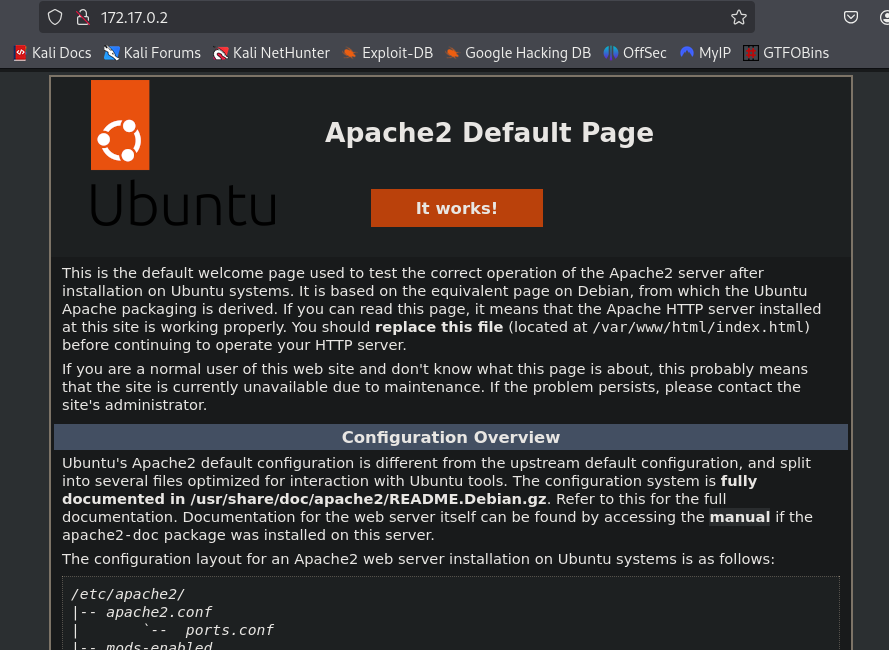 172.17.0.2
Kali Docs Kali Forums Kali NetHunter Exploit-DB Google Hacking DB OffSec MyIP GTFOBins
Ubuntu
Apache2 Default Page
It works!
This is the default welcome page used to test the correct operation of the Apache2 server after
installation on Ubuntu systems. It is based on the equivalent page on Debian, from which the Ubuntu
Apache packaging is derived. If you can read this page, it means that the Apache HTTP server installed
at this site is working properly. You should replace this file (located at /var/www/html/index.html)
before continuing to operate your HTTP server.
If you are a normal user of this web site and don't know what this page is about, this probably means
that the site is currently unavailable due to maintenance. If the problem persists, please contact the
site's administrator.
Configuration Overview
Ubuntu's Apache2 default configuration is different from the upstream default configuration, and split
into several files optimized for interaction with Ubuntu tools. The configuration system is fully
documented in /usr/share/doc/apache2/README.Debian.gz. Refer to this for the full
documentation. Documentation for the web server itself can be found by accessing the manual if the
apache2-doc package was installed on this server.
The configuration layout for an Apache2 web server installation on Ubuntu systems is as follows:
/etc/apache2/
|-- apache2.conf
| `-- ports.conf
|-- mods-enabled